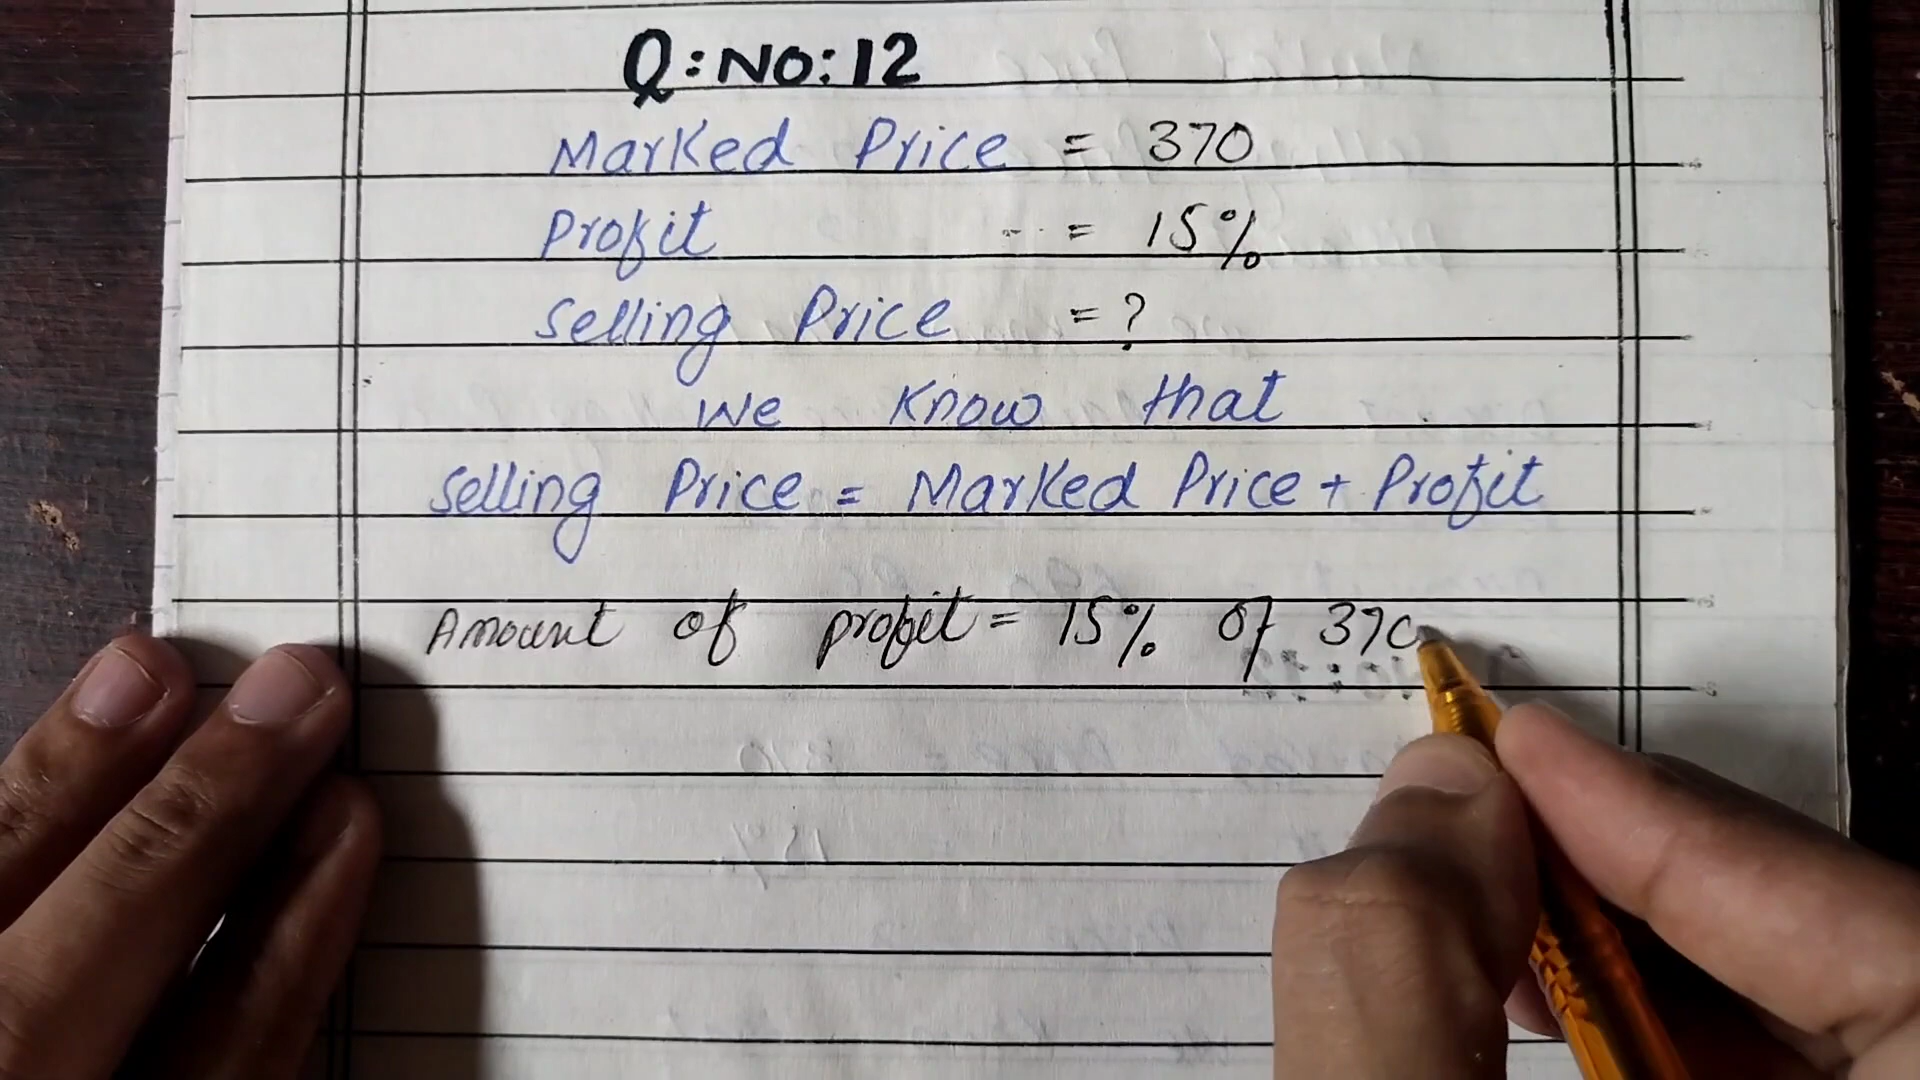 Q:NO:12
Marked Price = 370
Profit = 15%
Selling Price = ?
We Know that
Selling Price = Marked Price + Profit
Amount of profit = 15% of 370